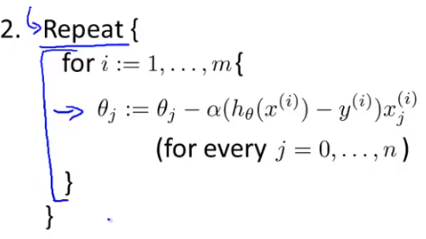 2. Repeat {
for i := 1, . . . , m{
θ_j := θ_j − α(h_θ(x^(i)) − y^(i))x_j^(i)
(for every j = 0, . . . , n)
}
}